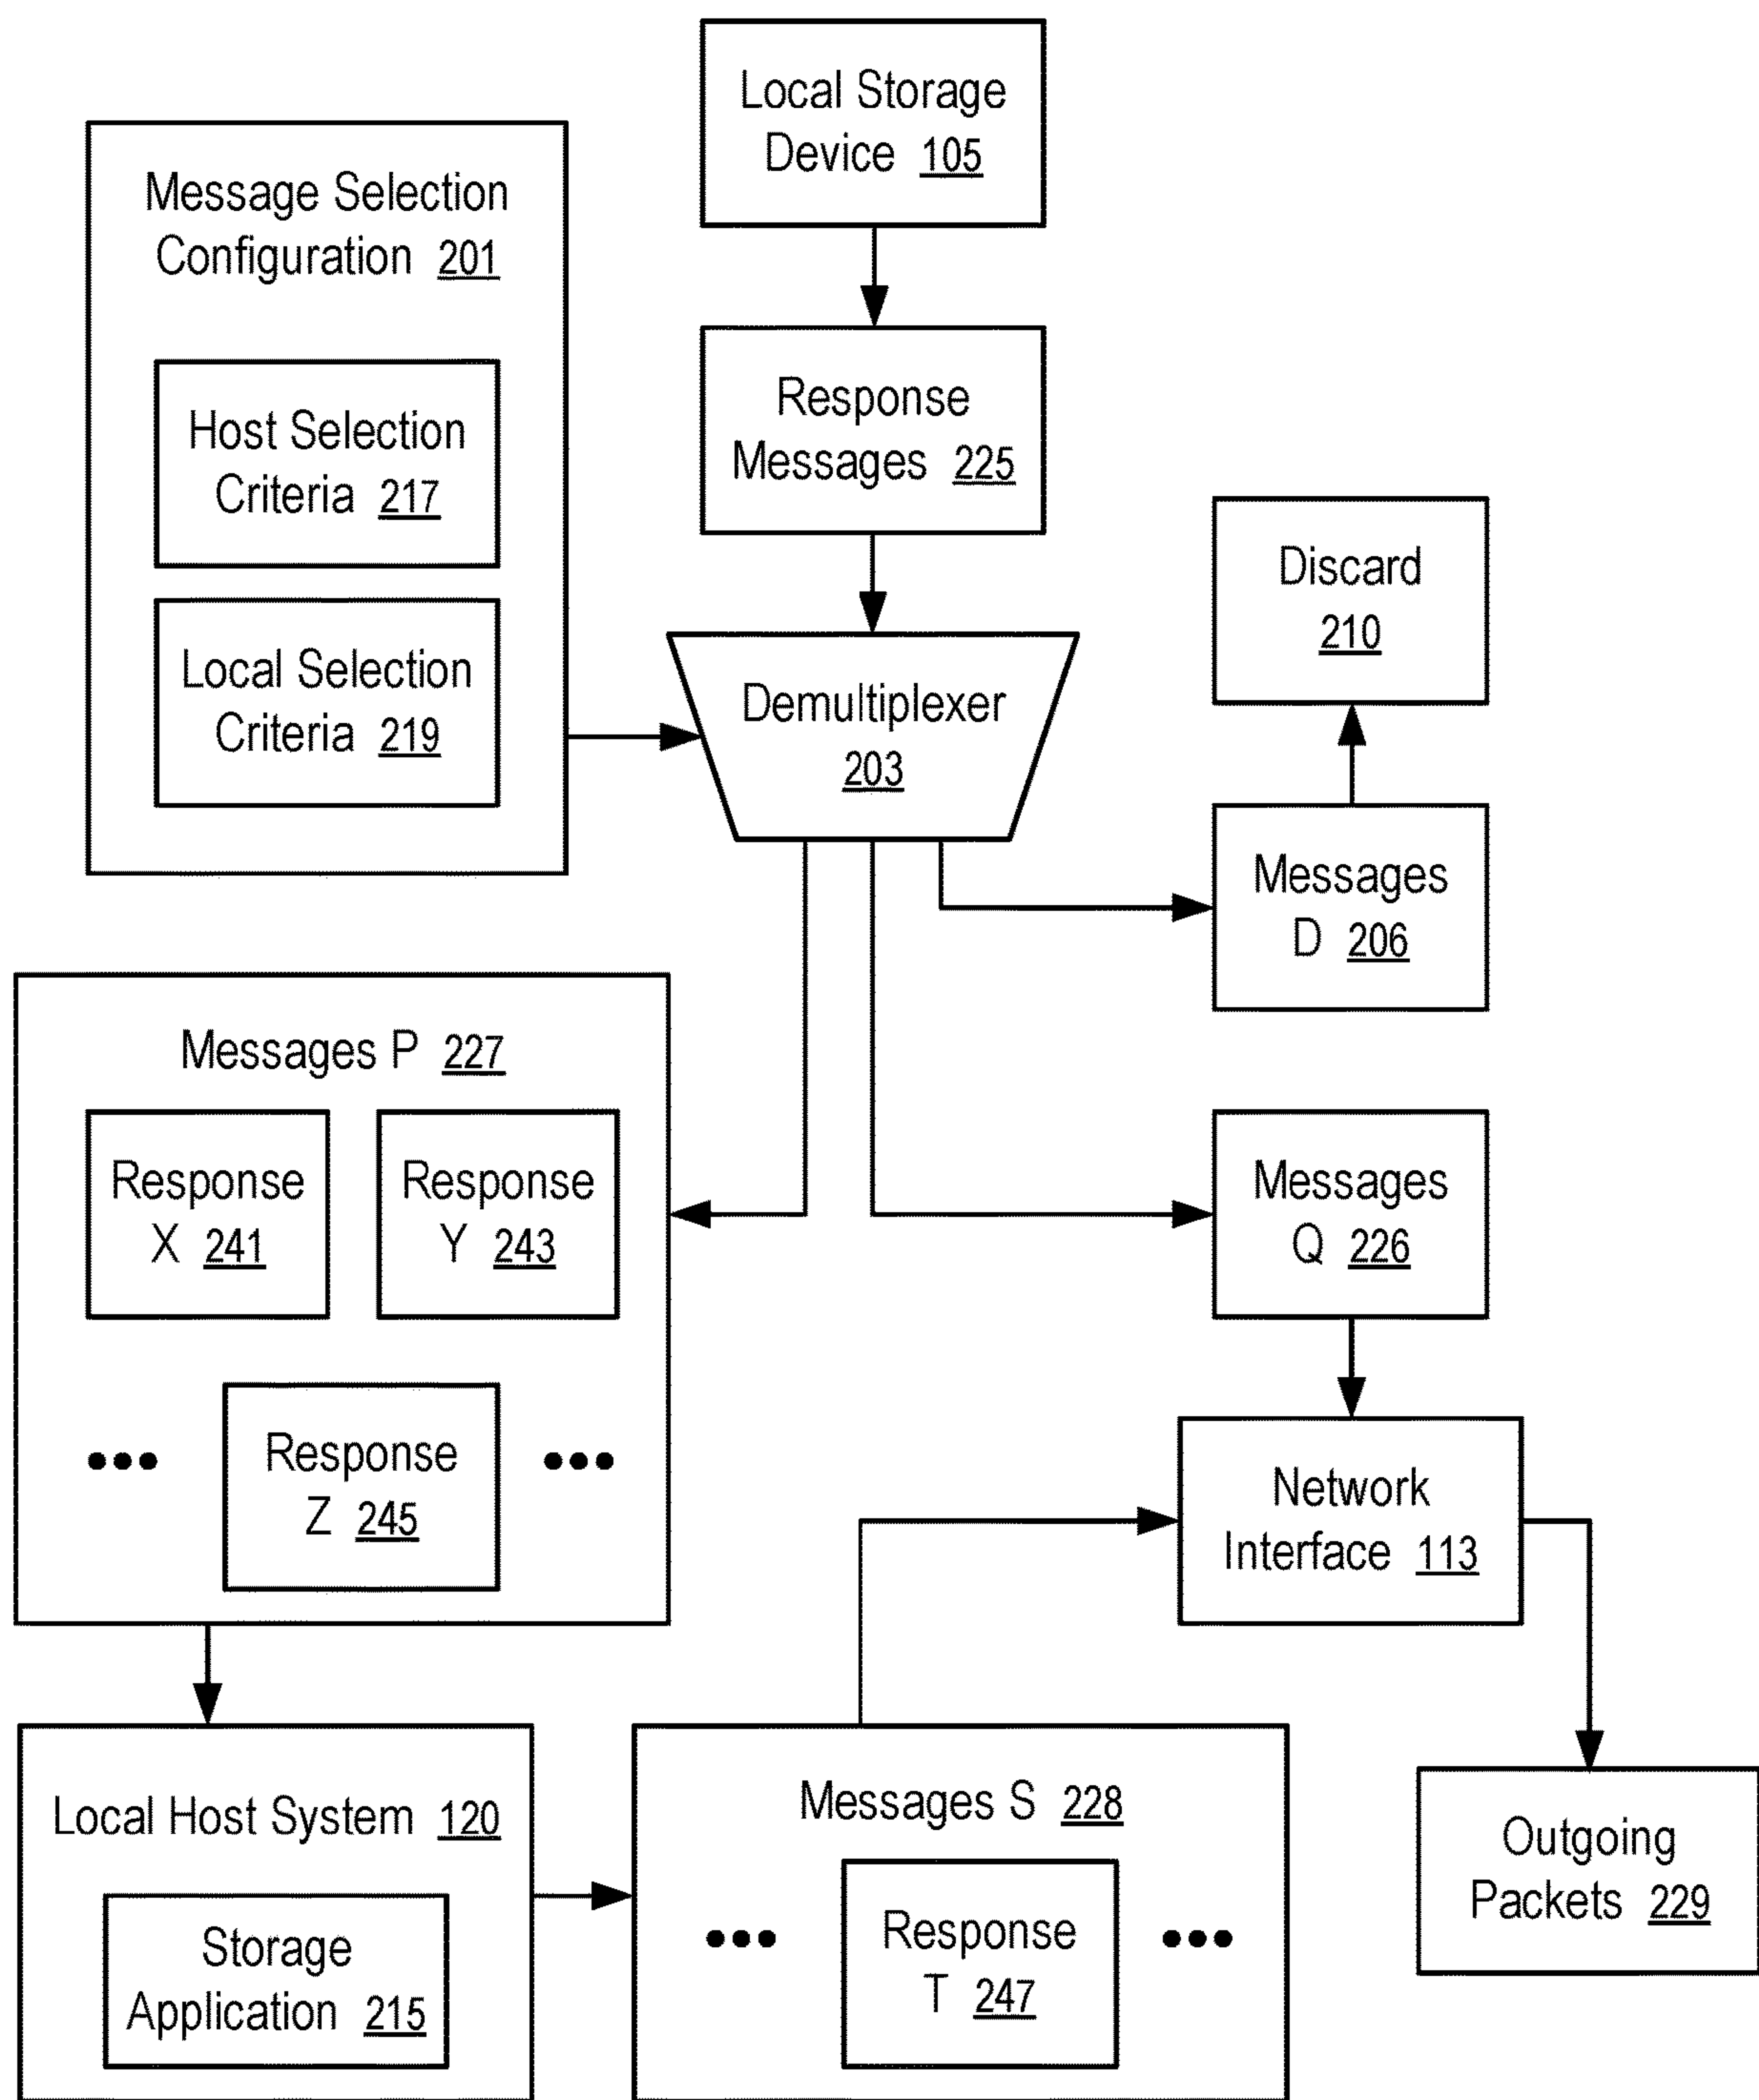 Local Storage
Device 105
Message Selection
Configuration 201
Host Selection
Criteria 217
Local Selection
Criteria 219
Response
Messages 225
Demultiplexer
203
Discard
210
Messages
D 206
Messages P 227
Response
X 241
Response
Y 243
Response
Z 245
Messages
Q 226
Network
Interface 113
Local Host System 120
Storage
Application 215
Messages S 228
Response
T 247
Outgoing
Packets 229